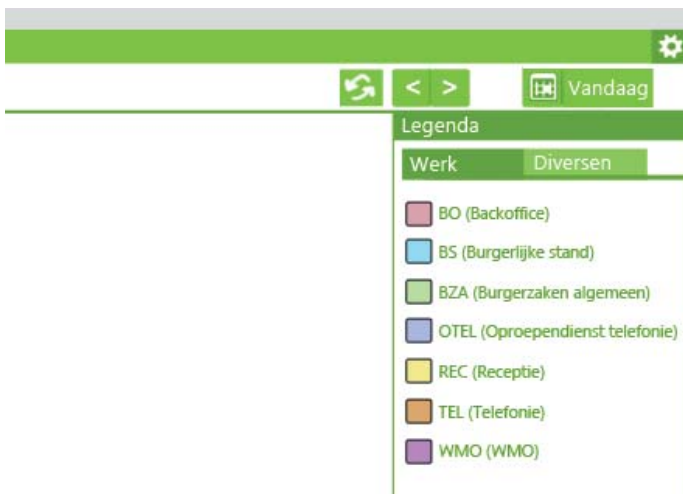 < > Vandaag
Legenda
Werk Diversen
BO (Backoffice)
BS (Burgerlijke stand)
BZA (Burgerzaken algemeen)
OTEL (Oproependienst telefonie)
REC (Receptie)
TEL (Telefonie)
WMO (WMO)